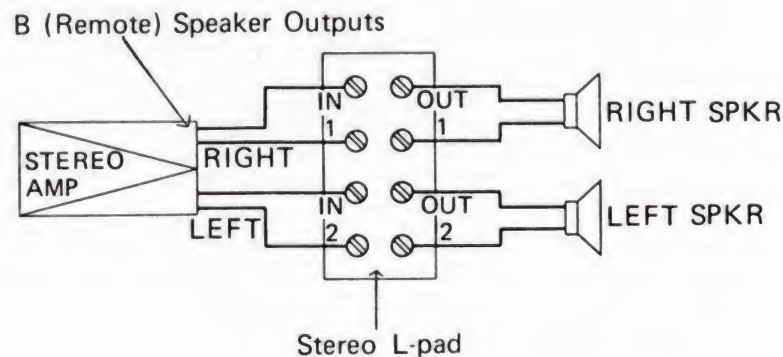 B (Remote) Speaker Outputs
IN
OUT
1
1
RIGHT SPKR
STEREO
AMP
RIGHT
IN
OUT
LEFT
2
2
LEFT SPKR
Stereo L-pad